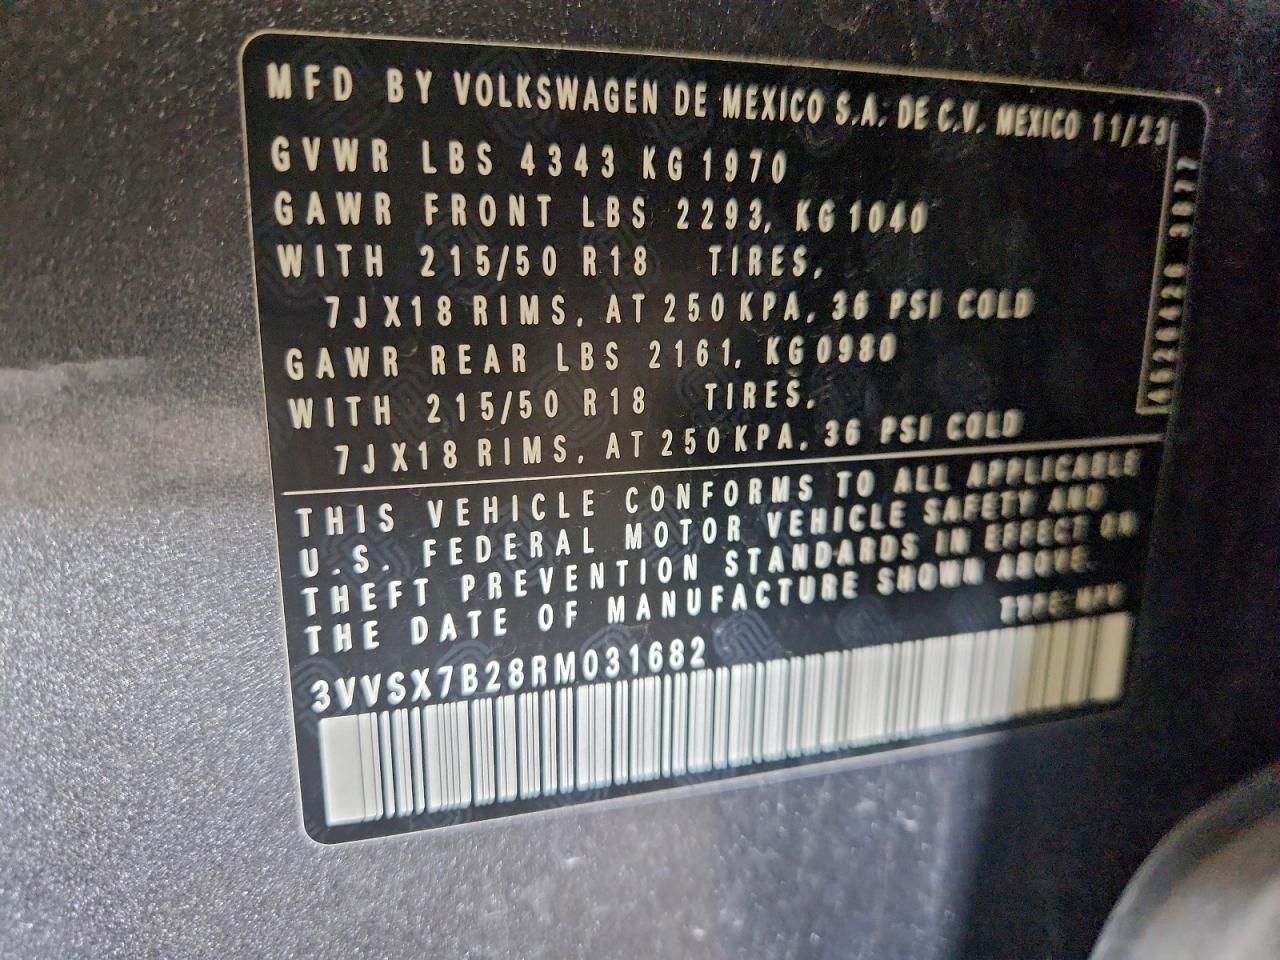 MFD BY VOLKSWAGEN DE MEXICO S.A. DE C.V. MEXICO 11/23
GVWR LBS 4343 KG 1970
GAWR FRONT LBS 2293, KG 1040
WITH 215/50 R18 TIRES,
7JX18 RIMS, AT 250 KPA, 36 PSI COLD
GAWR REAR LBS 2161, KG 0980
WITH 215/50 R18 TIRES,
7JX18 RIMS, AT 250 KPA, 36 PSI COLD
THIS VEHICLE CONFORMS TO ALL APPLICABLE
U.S. FEDERAL MOTOR VEHICLE SAFETY AND
THEFT PREVENTION STANDARDS IN EFFECT ON
THE DATE OF MANUFACTURE SHOWN ABOVE.
TYPE: MPV
3VVSX7B28RM031682